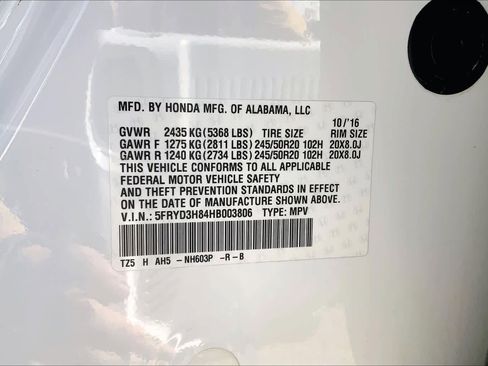 MFD. BY HONDA MFG. OF ALABAMA, LLC
10/'16
GVWR 2435 KG (5368 LBS) TIRE SIZE RIM SIZE
GAWR F 1275 KG (2811 LBS) 245/50R20 102H 20X8.0J
GAWR R 1240 KG (2734 LBS) 245/50R20 102H 20X8.0J
THIS VEHICLE CONFORMS TO ALL APPLICABLE
FEDERAL MOTOR VEHICLE SAFETY
AND THEFT PREVENTION STANDARDS IN EFFECT
ON THE DATE OF MANUFACTURE SHOWN ABOVE.
V.I.N.: 5FRYD3H84HB003806 TYPE: MPV
TZ5 H AH5 - NH603P - R - B